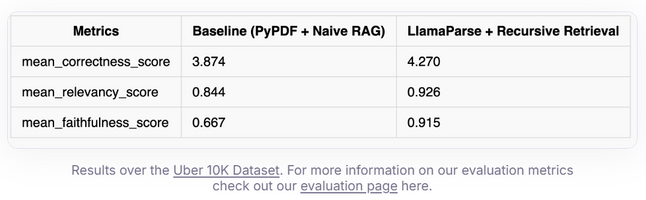 Metrics Baseline (PyPDF + Naive RAG) LlamaParse + Recursive Retrieval
mean_correctness_score 3.874 4.270
mean_relevancy_score 0.844 0.926
mean_faithfulness_score 0.667 0.915
Results over the Uber 10K Dataset. For more information on our evaluation metrics
check out our evaluation page here.